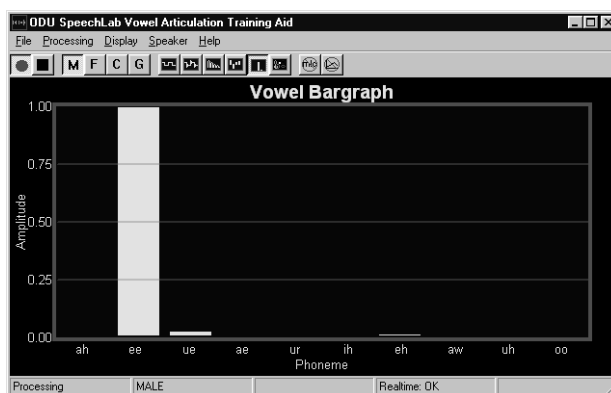 ODU SpeechLab Vowel Articulation Training Aid
File Processing Display Speaker Help
M F C G mic
Vowel Bargraph
1.00
0.75
0.50
0.25
0.00
Amplitude
ah ee ue ae ur ih eh aw uh oo
Phoneme
Processing MALE Realtime: OK